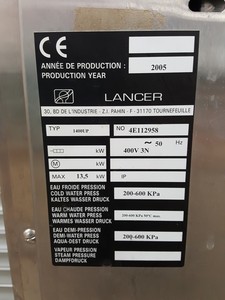 CE
ANNÉE DE PRODUCTION :
PRODUCTION YEAR : 2005
LANCER
30, BD DE L'INDUSTRIE - Z.I. PAHIN - F - 31170 TOURNEFEUILLE
TYP 1400UP NO 4E112958
kW ~ 50 Hz
400V 3N
M kW
MAX 13,5 kW IP
EAU FROIDE PRESSION
COLD WATER PRESS 200-600 KPa
KALTES WASSER DRUCK
EAU CHAUDE PRESSION
WARM WATER PRESS 200-600 KPa 70°C max.
WARMES WASSER DRUCK
EAU DEMI-PRESSION
DEMI-WATER PRESS 200-600 KPa
AQUA-DEST DRUCK
VAPEUR PRESSION
STEAM PRESSURE
DAMPFDRUCK